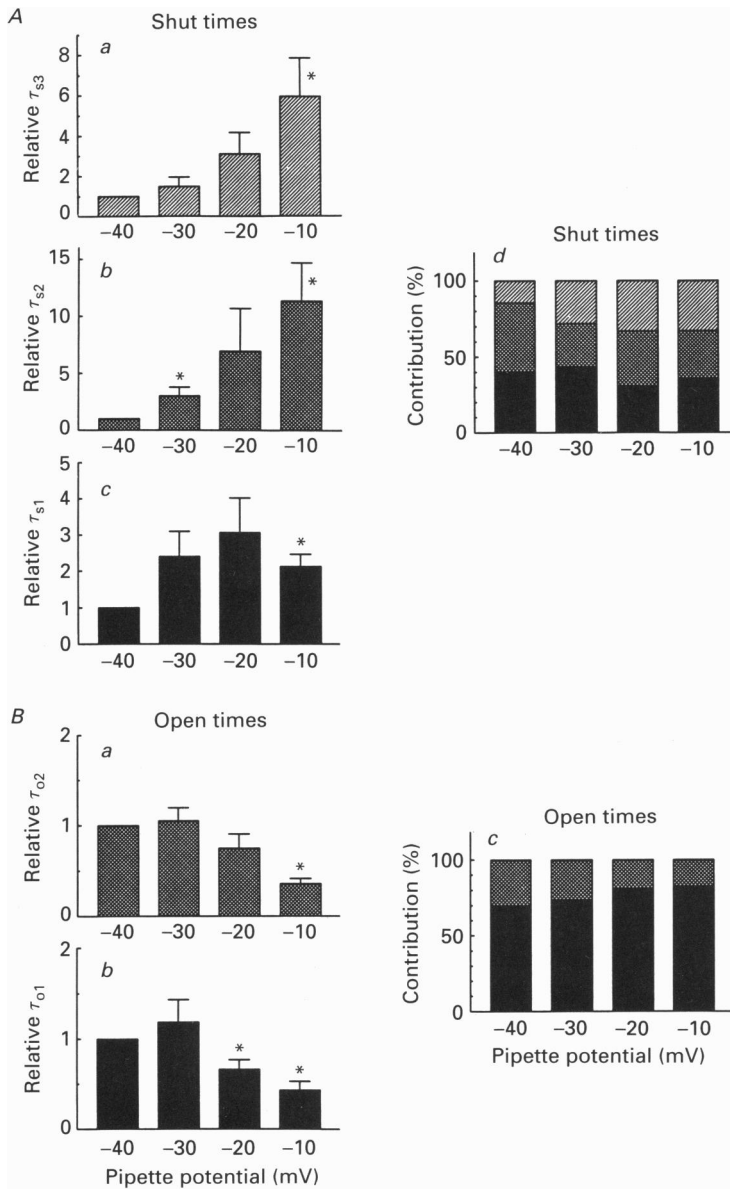 A
Shut times
a
Relative τs3
8
6
4
2
0
*
−40 −30 −20 −10
b
Relative τs2
15
10
5
0
*
*
−40 −30 −20 −10
c
Relative τs1
5
4
3
2
1
0
*
−40 −30 −20 −10
Shut times
d
Contribution (%)
100
50
0
−40 −30 −20 −10
B
Open times
a
Relative τo2
2
1
0
*
−40 −30 −20 −10
b
Relative τo1
2
1
0
*
*
−40 −30 −20 −10
Pipette potential (mV)
Open times
c
Contribution (%)
100
50
0
−40 −30 −20 −10
Pipette potential (mV)